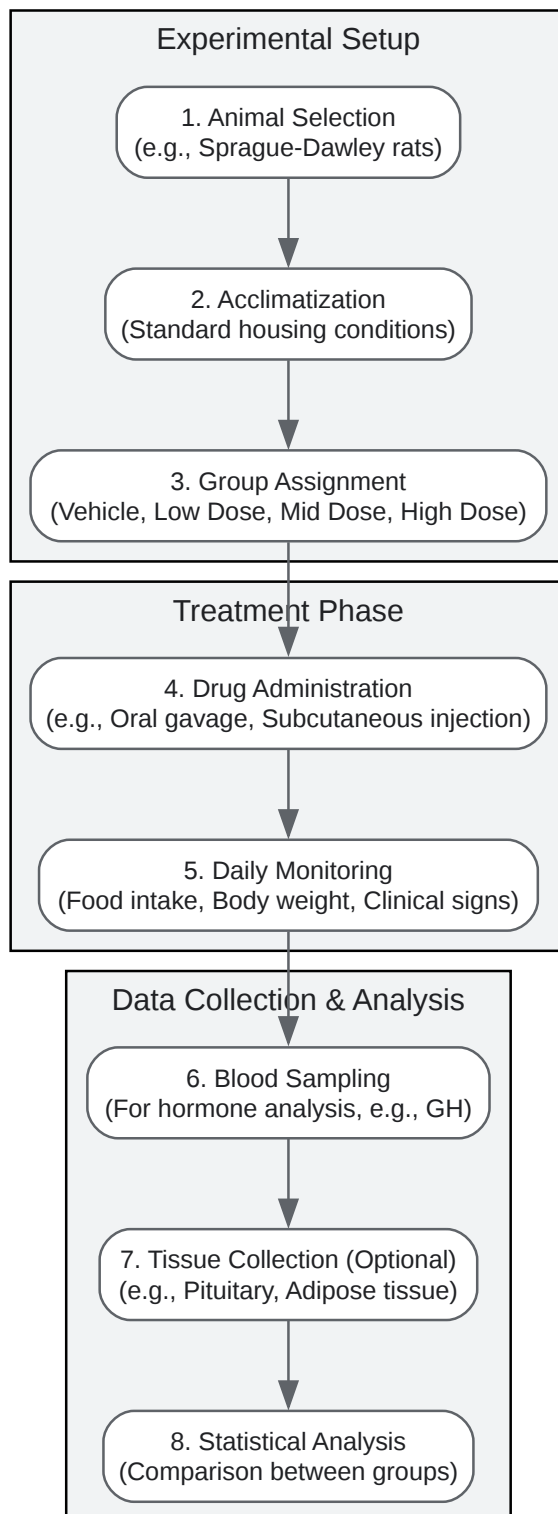 Experimental Setup
1. Animal Selection
(e.g., Sprague-Dawley rats)
2. Acclimatization
(Standard housing conditions)
3. Group Assignment
(Vehicle, Low Dose, Mid Dose, High Dose)
Treatment Phase
4. Drug Administration
(e.g., Oral gavage, Subcutaneous injection)
5. Daily Monitoring
(Food intake, Body weight, Clinical signs)
Data Collection & Analysis
6. Blood Sampling
(For hormone analysis, e.g., GH)
7. Tissue Collection (Optional)
(e.g., Pituitary, Adipose tissue)
8. Statistical Analysis
(Comparison between groups)